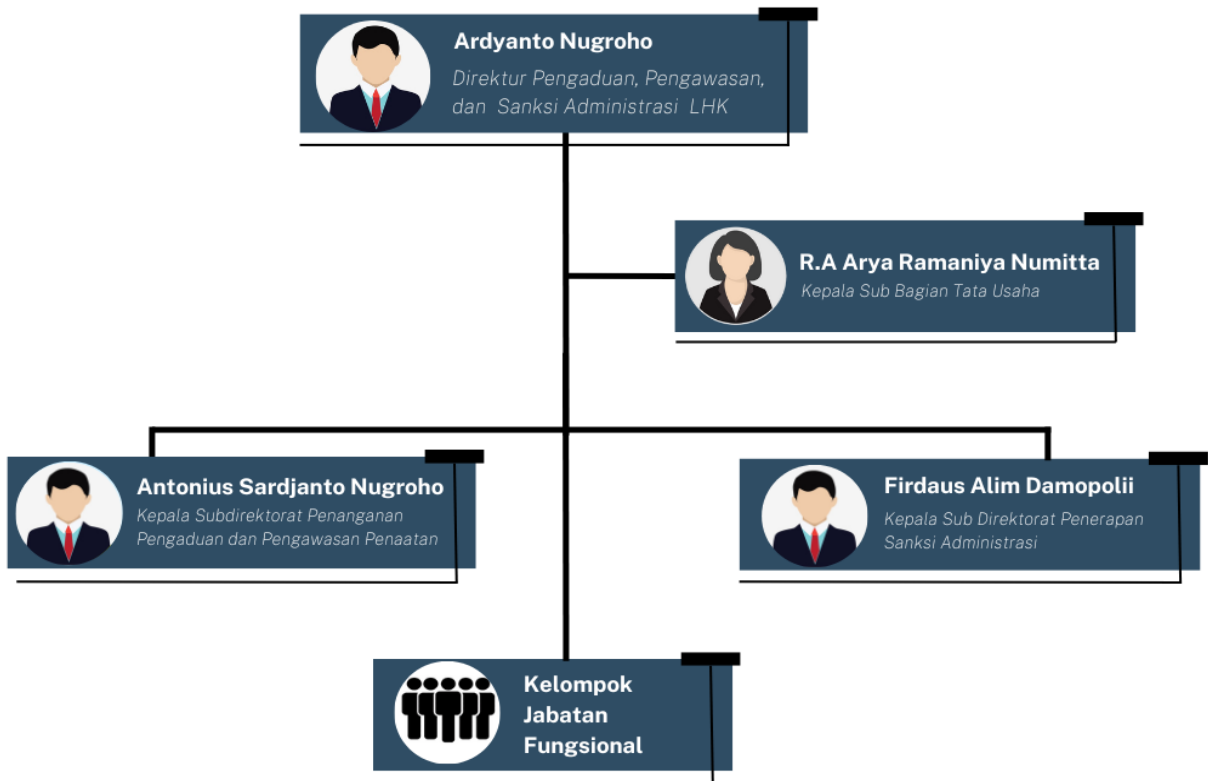 Ardyanto Nugroho
Direktur Pengaduan, Pengawasan,
dan Sanksi Administrasi LHK
R.A Arya Ramaniya Numitta
Kepala Sub Bagian Tata Usaha
Antonius Sardjanto Nugroho
Kepala Subdirektorat Penanganan
Pengaduan dan Pengawasan Penaatan
Firdaus Alim Damopolii
Kepala Sub Direktorat Penerapan
Sanksi Administrasi
Kelompok
Jabatan
Fungsional